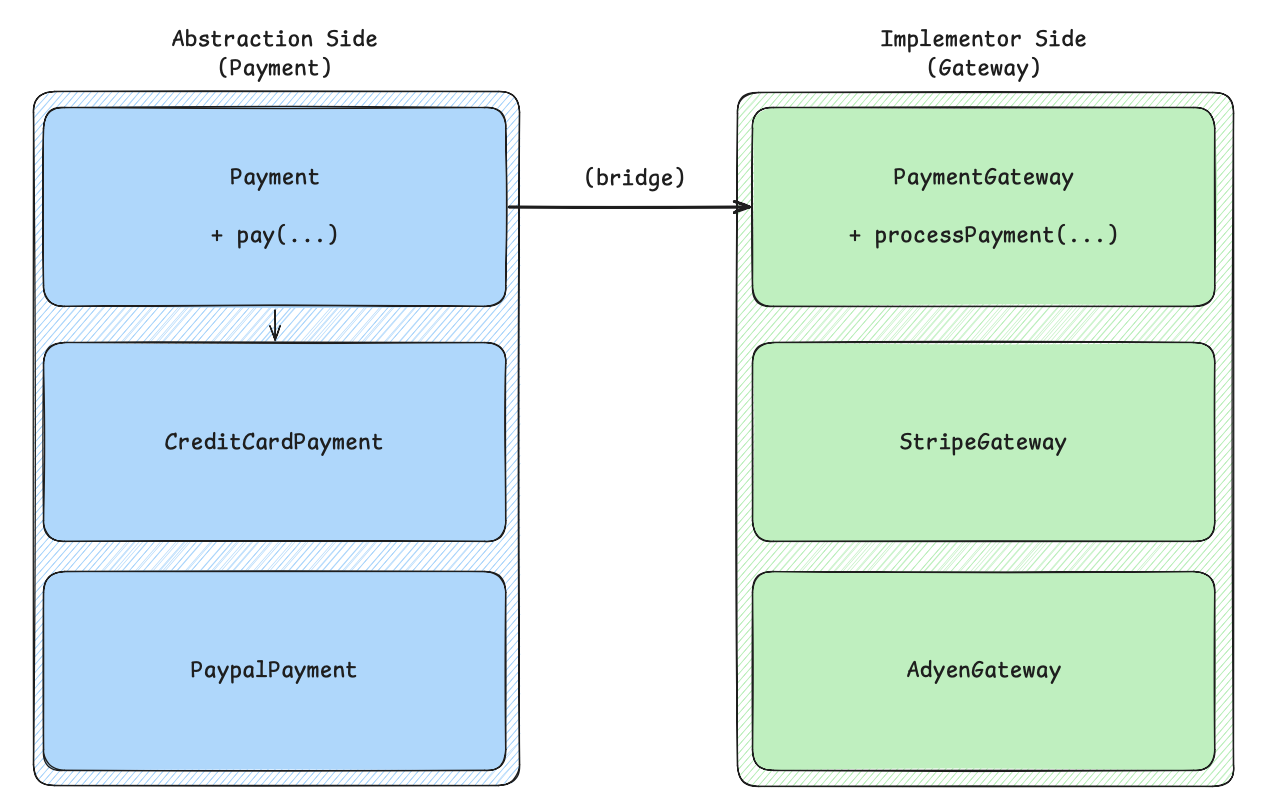 Abstraction Side
(Payment)
Implementor Side
(Gateway)
Payment
+ pay(...)
(bridge)
PaymentGateway
+ processPayment(...)
CreditCardPayment
StripeGateway
PaypalPayment
AdyenGateway